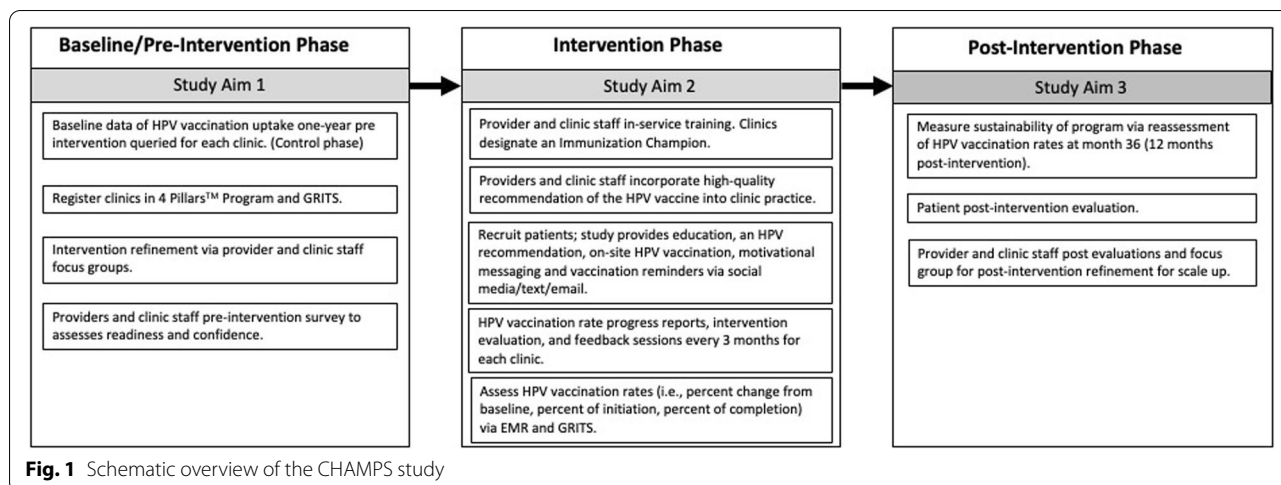 Baseline/Pre-Intervention Phase
Study Aim 1
Baseline data of HPV vaccination uptake one-year pre
intervention queried for each clinic. (Control phase)
Register clinics in 4 Pillars™ Program and GRITS.
Intervention refinement via provider and clinic staff
focus groups.
Providers and clinic staff pre-intervention survey to
assesses readiness and confidence.
Intervention Phase
Study Aim 2
Provider and clinic staff in-service training. Clinics
designate an Immunization Champion.
Providers and clinic staff incorporate high-quality
recommendation of the HPV vaccine into clinic practice.
Recruit patients; study provides education, an HPV
recommendation, on-site HPV vaccination, motivational
messaging and vaccination reminders via social
media/text/email.
HPV vaccination rate progress reports, intervention
evaluation, and feedback sessions every 3 months for
each clinic.
Assess HPV vaccination rates (i.e., percent change from
baseline, percent of initiation, percent of completion)
via EMR and GRITS.
Post-Intervention Phase
Study Aim 3
Measure sustainability of program via reassessment
of HPV vaccination rates at month 36 (12 months
post-intervention).
Patient post-intervention evaluation.
Provider and clinic staff post evaluations and focus
group for post-intervention refinement for scale up.
Fig. 1 Schematic overview of the CHAMPS study